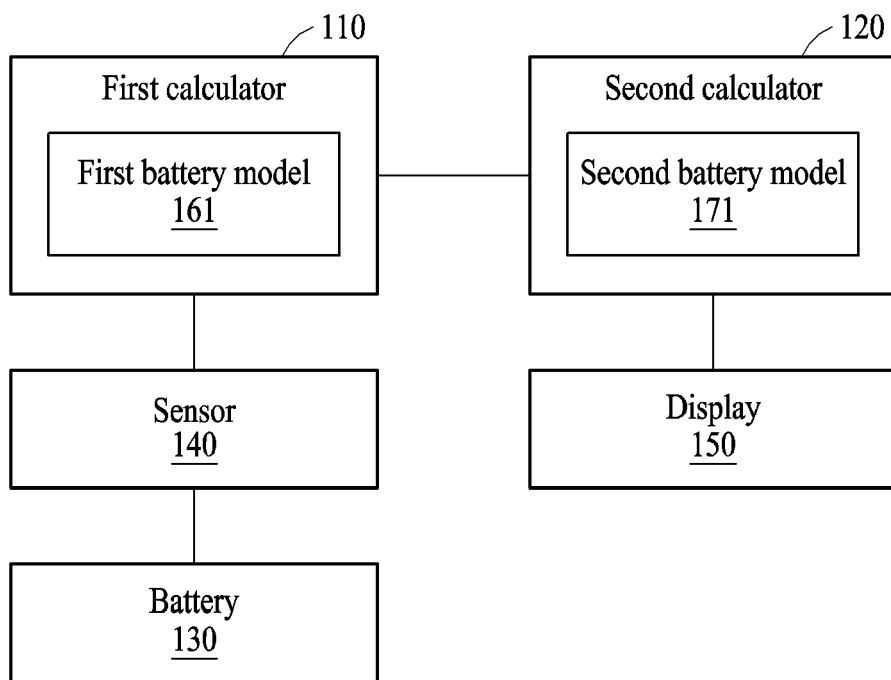 110
First calculator
First battery model
161
120
Second calculator
Second battery model
171
Sensor
140
Display
150
Battery
130